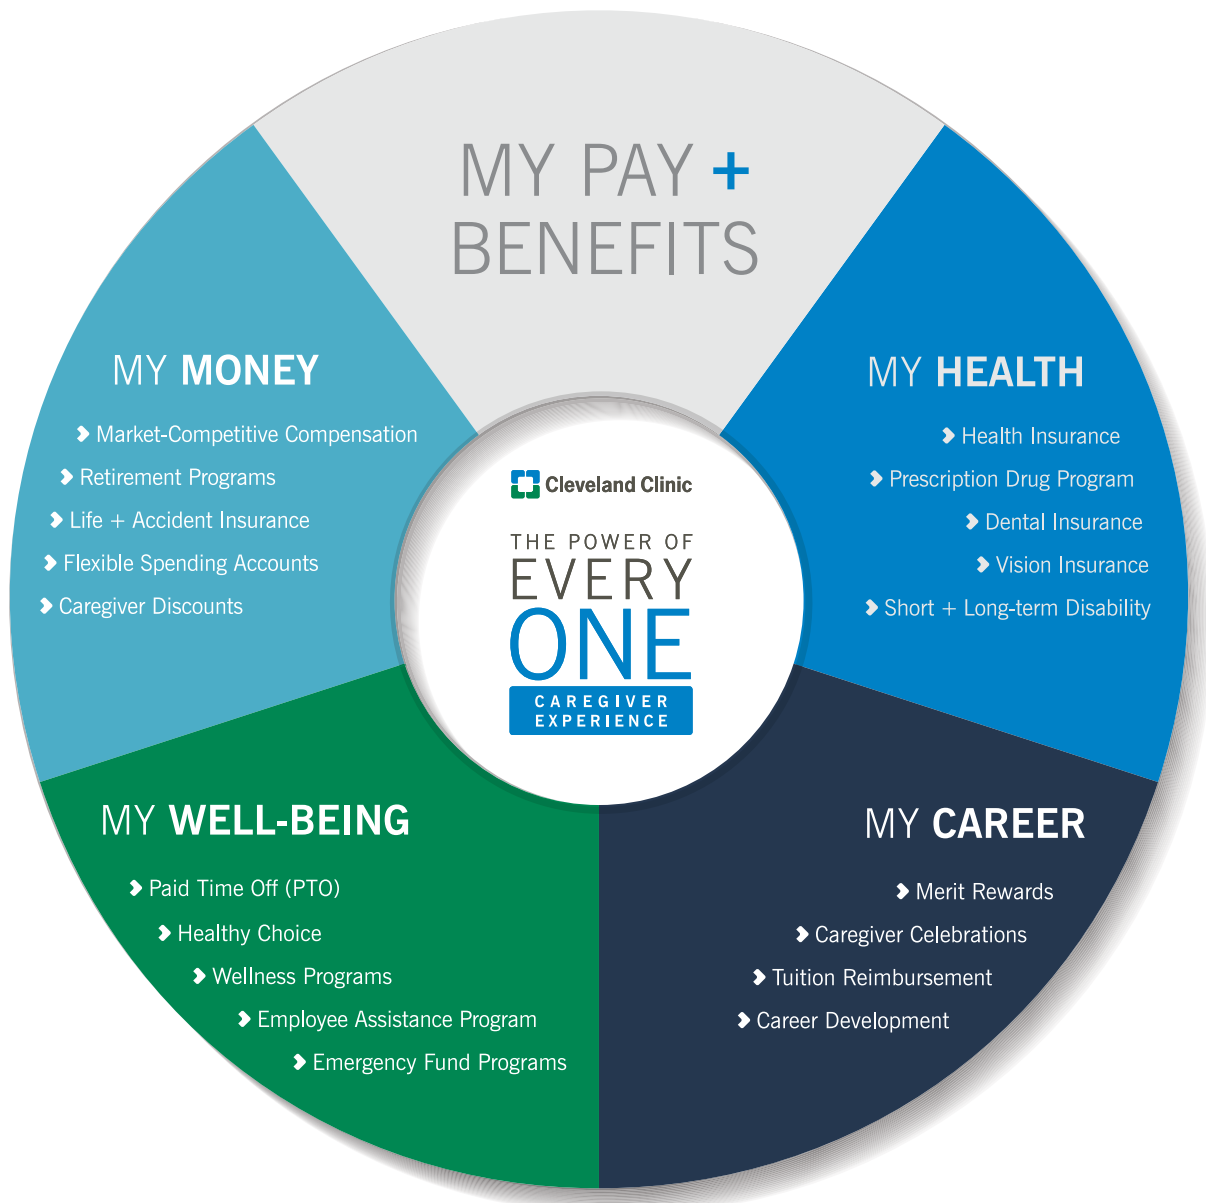 MY PAY +
BENEFITS
MY MONEY
Market-Competitive Compensation
Retirement Programs
Life + Accident Insurance
Flexible Spending Accounts
Caregiver Discounts
MY HEALTH
Health Insurance
Prescription Drug Program
Dental Insurance
Vision Insurance
Short + Long-term Disability
Cleveland Clinic
THE POWER OF
EVERY
ONE
CAREGIVER
EXPERIENCE
MY WELL-BEING
Paid Time Off (PTO)
Healthy Choice
Wellness Programs
Employee Assistance Program
Emergency Fund Programs
MY CAREER
Merit Rewards
Caregiver Celebrations
Tuition Reimbursement
Career Development